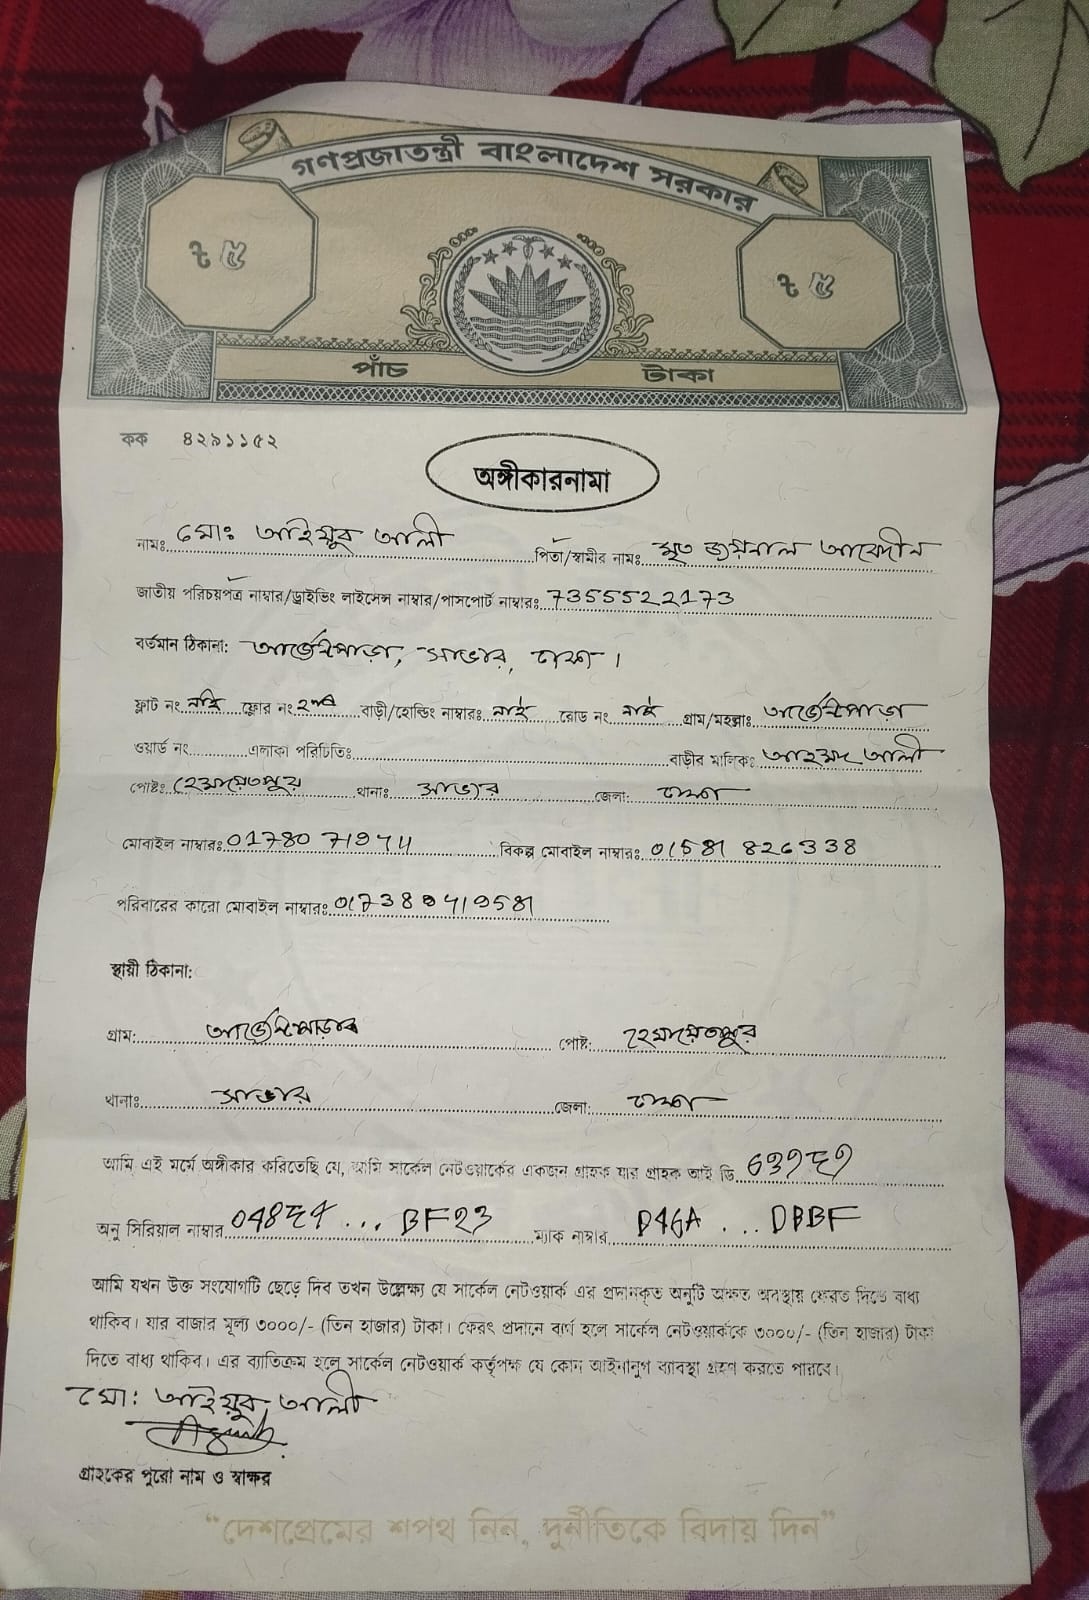 গণপ্রজাতন্ত্রী বাংলাদেশ সরকার
৳ ৫ ৳ ৫
পাঁচ টাকা
কক ৪২৯১১৫২
অঙ্গীকারনামা
নামঃ মোঃ আইয়ুব আলী পিতা/স্বামীর নামঃ মৃত জয়নাল আবেদীন
জাতীয় পরিচয়পত্র নাম্বার/ড্রাইভিং লাইসেন্স নাম্বার/পাসপোর্ট নাম্বারঃ 7355522173
বর্তমান ঠিকানা: সাভার, ঢাকা।
ফ্লাট নং নাই ফ্লোর নং বাড়ী/হোল্ডিং নাম্বারঃ নাই রোড নং নাই গ্রাম/মহল্লাঃ
ওয়ার্ড নং এলাকা পরিচিতিঃ বাড়ীর মালিকঃ আহমদ আলী
পোষ্টঃ হেমায়েতপুর থানাঃ সাভার জেলা: ঢাকা
মোবাইল নাম্বারঃ বিকল্প মোবাইল নাম্বারঃ 01581 826338
পরিবারের কারো মোবাইল নাম্বারঃ
স্থায়ী ঠিকানা:
গ্রাম: পোষ্ট: হেমায়েতপুর
থানাঃ সাভার জেলা: ঢাকা
আমি এই মর্মে অঙ্গীকার করিতেছি যে, আমি সার্কেল নেটওয়ার্কের একজন গ্রাহক যার গ্রাহক আই ডি
অনু সিরিয়াল নাম্বার ... BF23 ম্যাক নাম্বার D46A ... DBBF
আমি যখন উক্ত সংযোগটি ছেড়ে দিব তখন উল্লেক্ষ্য যে সার্কেল নেটওয়ার্ক এর প্রদানকৃত অনুটি অক্ষত অবস্থায় ফেরত দিতে বাধ্য
থাকিব। যার বাজার মূল্য ৩০০০/- (তিন হাজার) টাকা। ফেরৎ প্রদানে ব্যর্থ হলে সার্কেল নেটওয়ার্ককে ৩০০০/- (তিন হাজার) টাকা
দিতে বাধ্য থাকিব। এর ব্যতিক্রম হলে সার্কেল নেটওয়ার্ক কর্তৃপক্ষ যে কোন আইনানুগ ব্যাবস্থা গ্রহণ করতে পারবে।
মো: আইয়ুব আলী
গ্রাহকের পুরো নাম ও স্বাক্ষর
“দেশপ্রেমের শপথ নিন, দুর্নীতিকে বিদায় দিন”